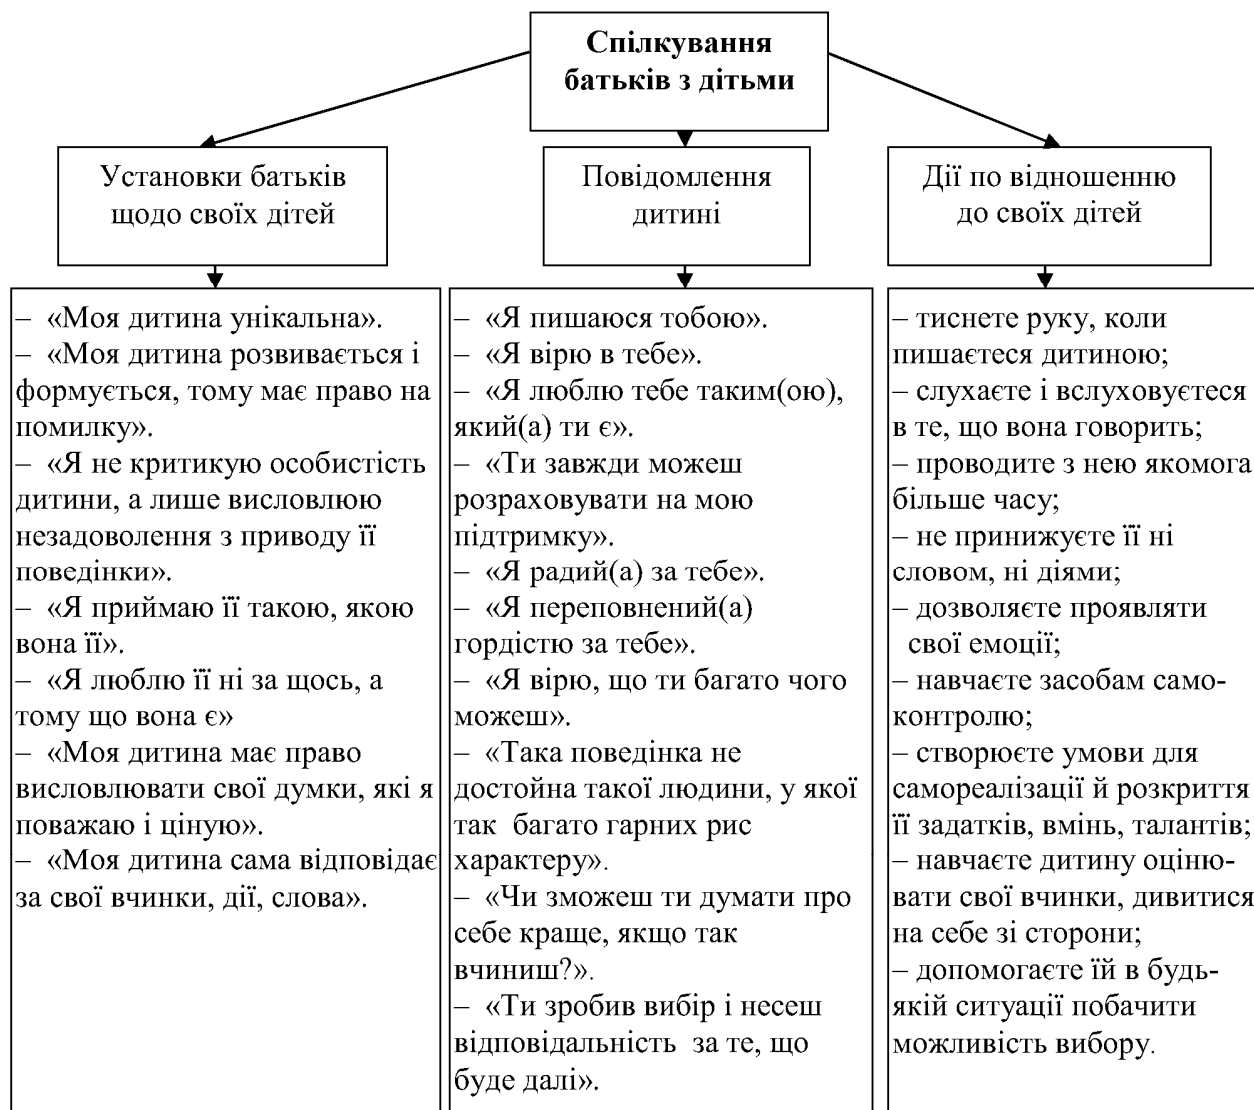 Спілкування
батьків з дітьми
Установки батьків
щодо своїх дітей
Повідомлення
дитині
Дії по відношенню
до своїх дітей
– «Моя дитина унікальна».
– «Моя дитина розвивається і
формується, тому має право на
помилку».
– «Я не критикую особистість
дитини, а лише висловлюю
незадоволення з приводу її
поведінки».
– «Я приймаю її такою, якою
вона її».
– «Я люблю її ні за щось, а
тому що вона є»
– «Моя дитина має право
висловлювати свої думки, які я
поважаю і ціную».
– «Моя дитина сама відповідає
за свої вчинки, дії, слова».
– «Я пишаюся тобою».
– «Я вірю в тебе».
– «Я люблю тебе таким(ою),
який(а) ти є».
– «Ти завжди можеш
розраховувати на мою
підтримку».
– «Я радий(а) за тебе».
– «Я переповнений(а)
гордістю за тебе».
– «Я вірю, що ти багато чого
можеш».
– «Така поведінка не
достойна такої людини, у якої
так багато гарних рис
характеру».
– «Чи зможеш ти думати про
себе краще, якщо так
вчиниш?».
– «Ти зробив вибір і несеш
відповідальність за те, що
буде далі».
– тиснете руку, коли
пишаєтеся дитиною;
– слухаєте і вслуховуєтеся
в те, що вона говорить;
– проводите з нею якомога
більше часу;
– не принижуєте її ні
словом, ні діями;
– дозволяєте проявляти
свої емоції;
– навчаєте засобам само-
контролю;
– створюєте умови для
самореалізації й розкриття
її задатків, вмінь, талантів;
– навчаєте дитину оціню-
вати свої вчинки, дивитися
на себе зі сторони;
– допомогаєте їй в будь-
якій ситуації побачити
можливість вибору.